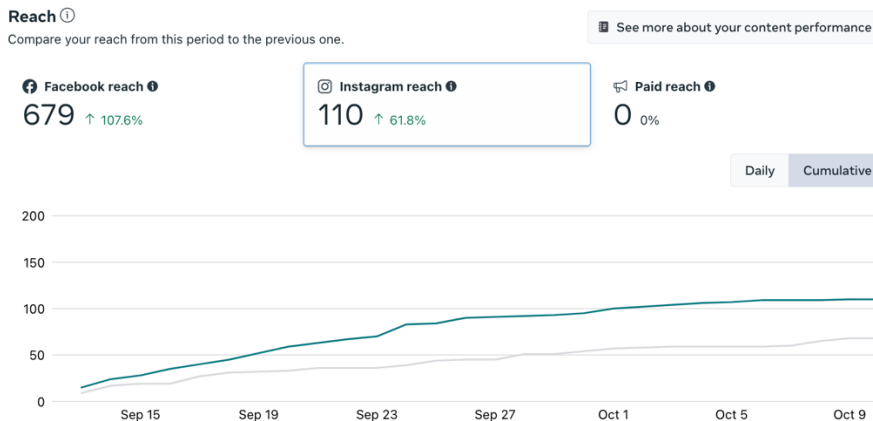 Reach
See more about your content performance
Compare your reach from this period to the previous one.
Facebook reach
Instagram reach
Paid reach
679 ↑ 107.6%
110 ↑ 61.8%
0 0%
Daily
Cumulative
200
150
100
50
0
Sep 15
Sep 19
Sep 23
Sep 27
Oct 1
Oct 5
Oct 9